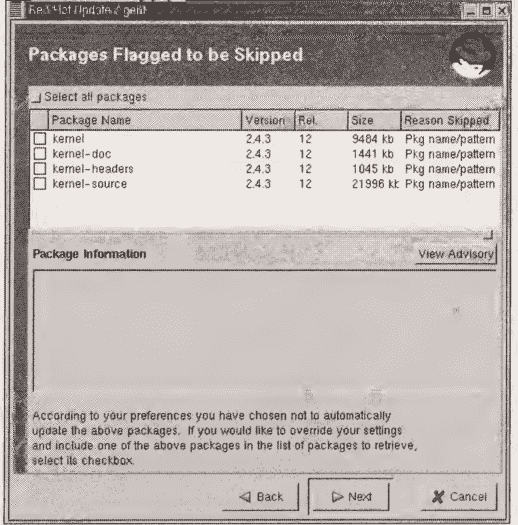 Red Hat Update Agent
Packages Flagged to be Skipped
Select all packages
Package Name Version Rel. Size Reason Skipped
kernel 2.4.3 12 9484 kb Pkg name/pattern
kernel-doc 2.4.3 12 1441 kb Pkg name/pattern
kernel-headers 2.4.3 12 1045 kb Pkg name/pattern
kernel-source 2.4.3 12 21996 kb Pkg name/pattern
Package Information View Advisory
According to your preferences you have chosen not to automatically
update the above packages. If you would like to override your settings
and include one of the above packages in the list of packages to retrieve,
select its checkbox.
Back Next Cancel